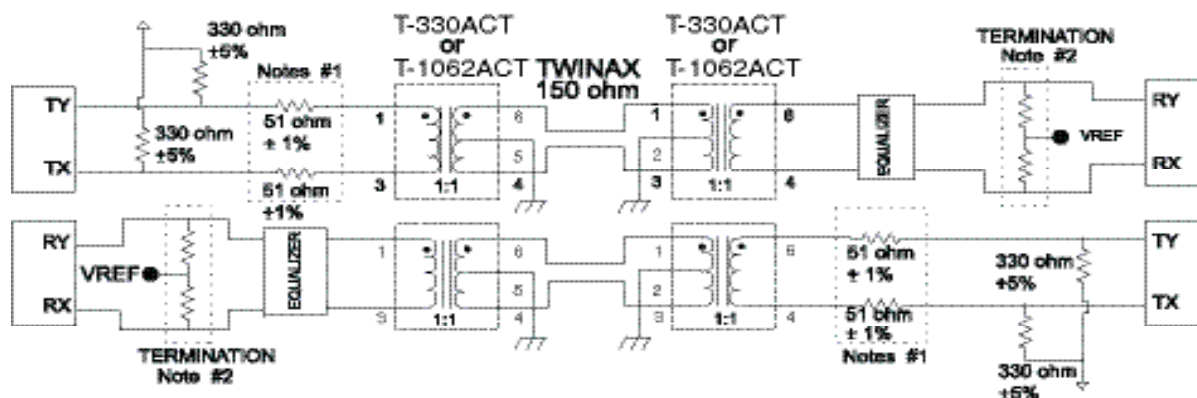 330 ohm
±5%
Notes #1
T-330ACT
or
T-1062ACT
TWINAX
150 ohm
T-330ACT
or
T-1062ACT
TERMINATION
Note #2
TY
TX
330 ohm
±5%
51 ohm
± 1%
51 ohm
±1%
1
3
6
5
4
1:1
1
2
3
6
4
1:1
EQUALIZER
VREF
RY
RX
RY
RX
VREF
EQUALIZER
TERMINATION
Note #2
1
3
6
5
4
1:1
1
2
3
6
4
1:1
51 ohm
± 1%
51 ohm
± 1%
Notes #1
330 ohm
±5%
330 ohm
±5%
TY
TX